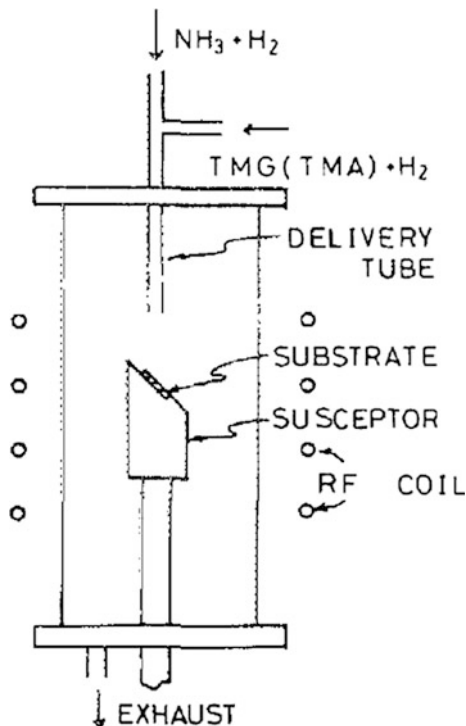 NH₃+H₂
TMG(TMA)+H₂
DELIVERY
TUBE
SUBSTRATE
SUSCEPTOR
RF COIL
EXHAUST